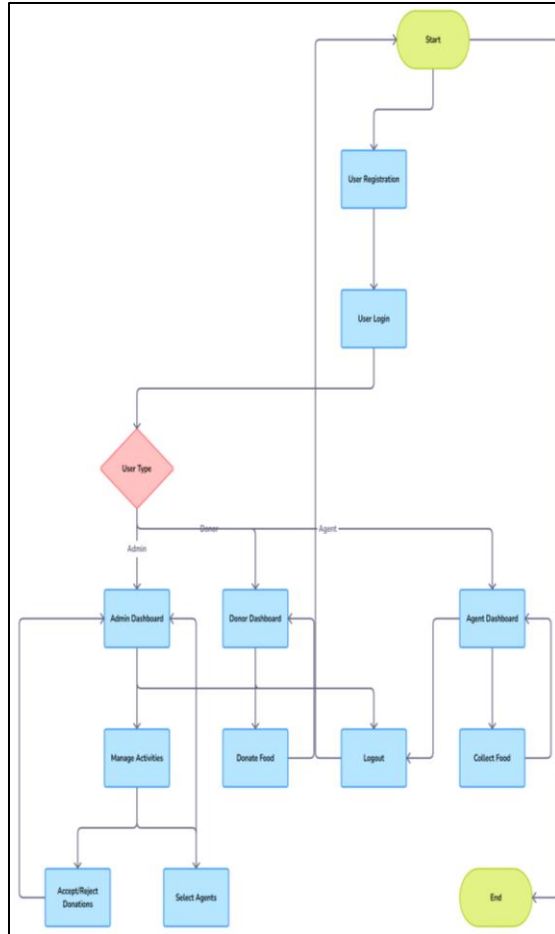 Start
User Registration
User Login
User Type
Donor
Agent
Admin
Admin Dashboard
Donor Dashboard
Agent Dashboard
Manage Activities
Donate Food
Logout
Collect Food
Accept/Reject
Donations
Select Agents
End